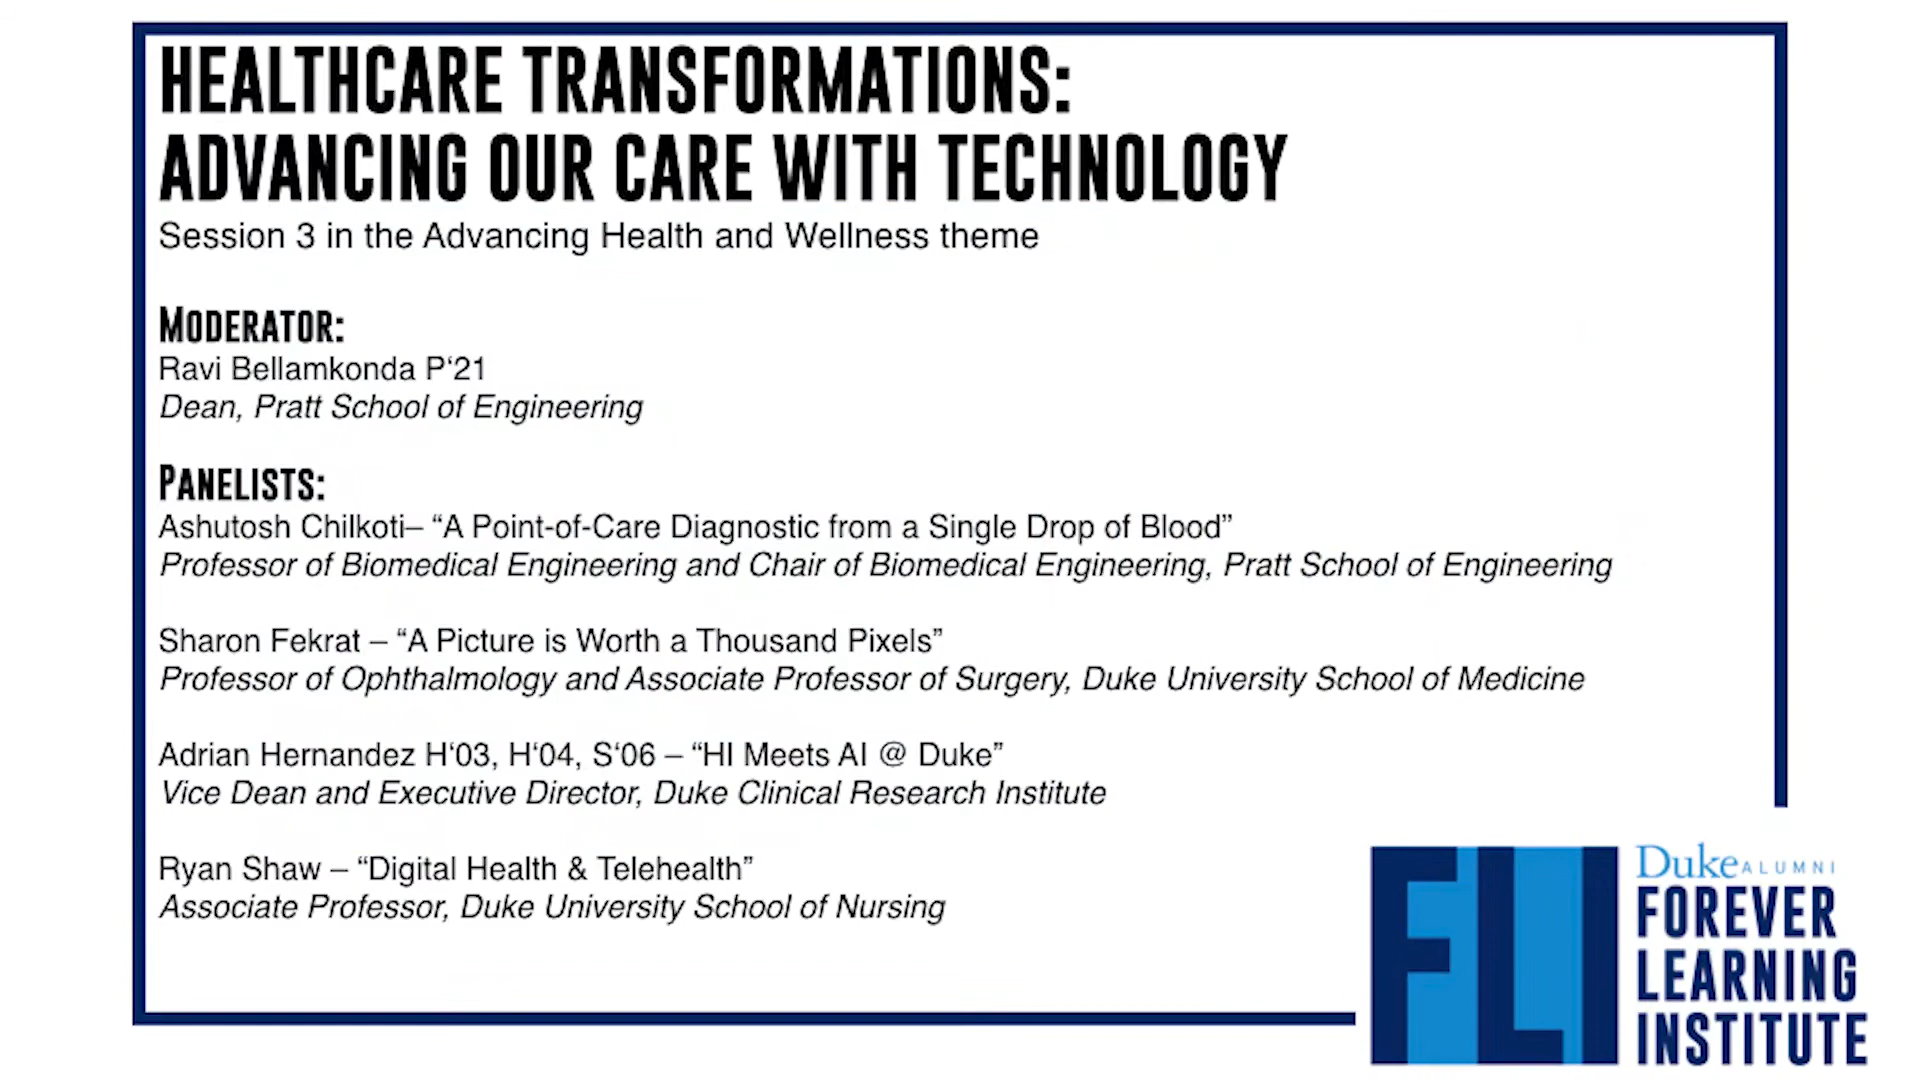 HEALTHCARE TRANSFORMATIONS:
ADVANCING OUR CARE WITH TECHNOLOGY
Session 3 in the Advancing Health and Wellness theme
MODERATOR:
Ravi Bellamkonda P‘21
Dean, Pratt School of Engineering
PANELISTS:
Ashutosh Chilkoti– “A Point-of-Care Diagnostic from a Single Drop of Blood”
Professor of Biomedical Engineering and Chair of Biomedical Engineering, Pratt School of Engineering
Sharon Fekrat – “A Picture is Worth a Thousand Pixels”
Professor of Ophthalmology and Associate Professor of Surgery, Duke University School of Medicine
Adrian Hernandez H‘03, H‘04, S‘06 – “HI Meets AI @ Duke”
Vice Dean and Executive Director, Duke Clinical Research Institute
Ryan Shaw – “Digital Health & Telehealth”
Associate Professor, Duke University School of Nursing
FLI
Duke ALUMNI
FOREVER
LEARNING
INSTITUTE